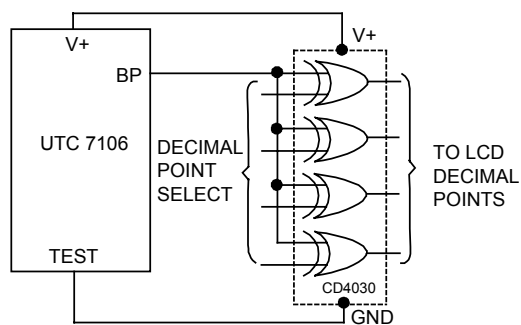 V+
V+
BP
UTC 7106
DECIMAL
POINT
SELECT
TO LCD
DECIMAL
POINTS
TEST
CD4030
GND